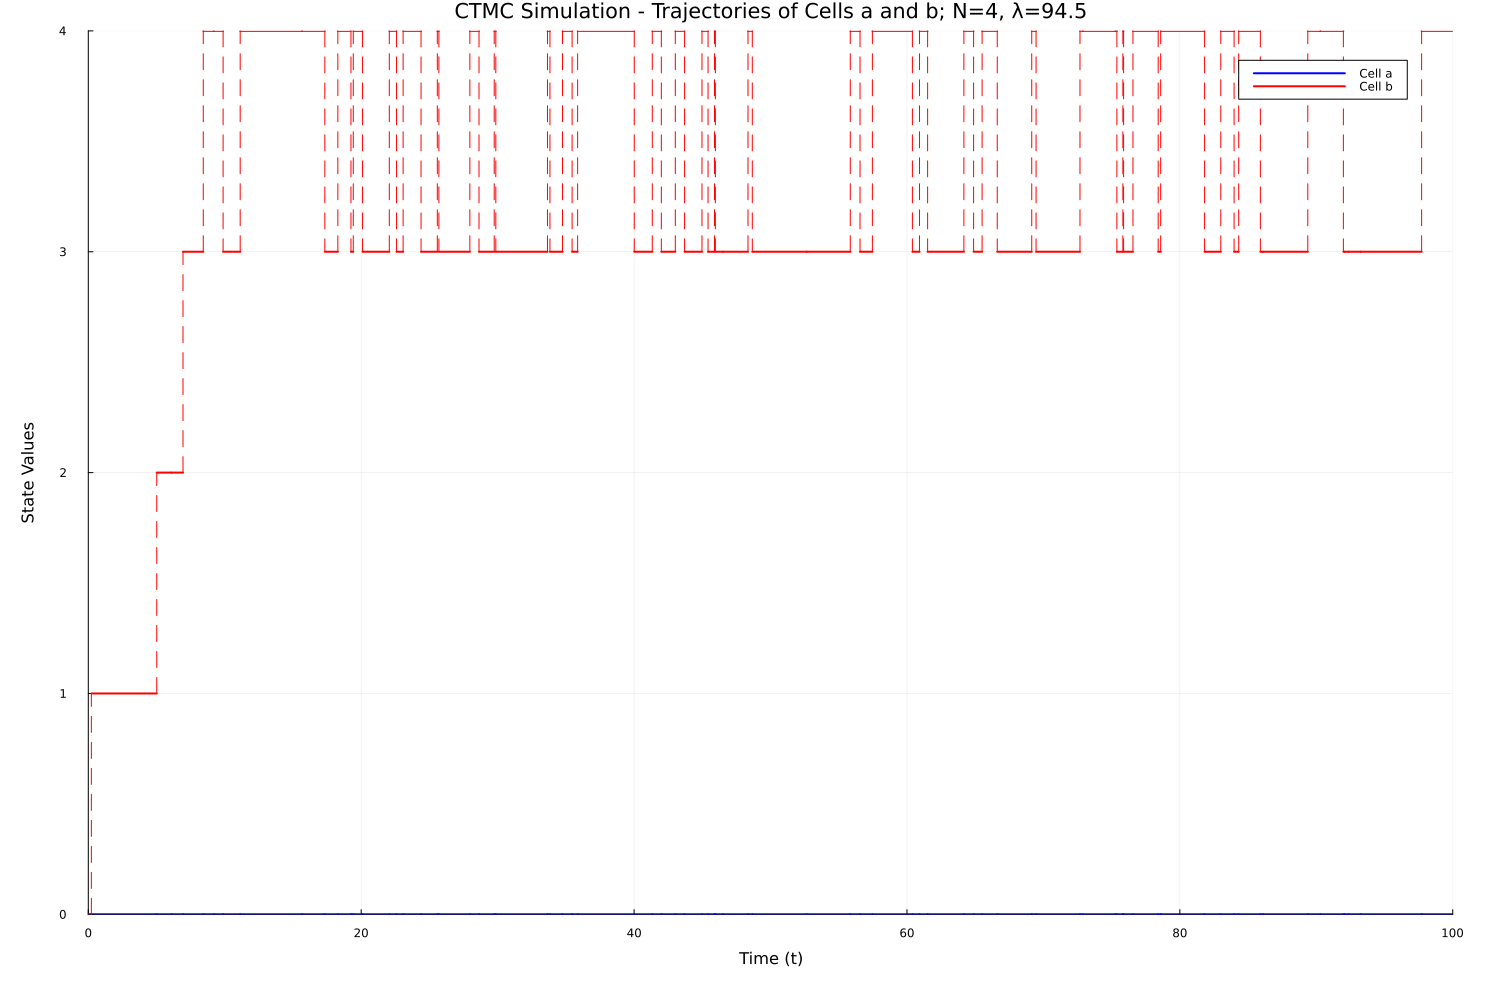 CTMC Simulation - Trajectories of Cells a and b; N=4, λ=94.5
4
Cell a
Cell b
3
State Values
2
1
0
0 20 40 60 80 100
Time (t)